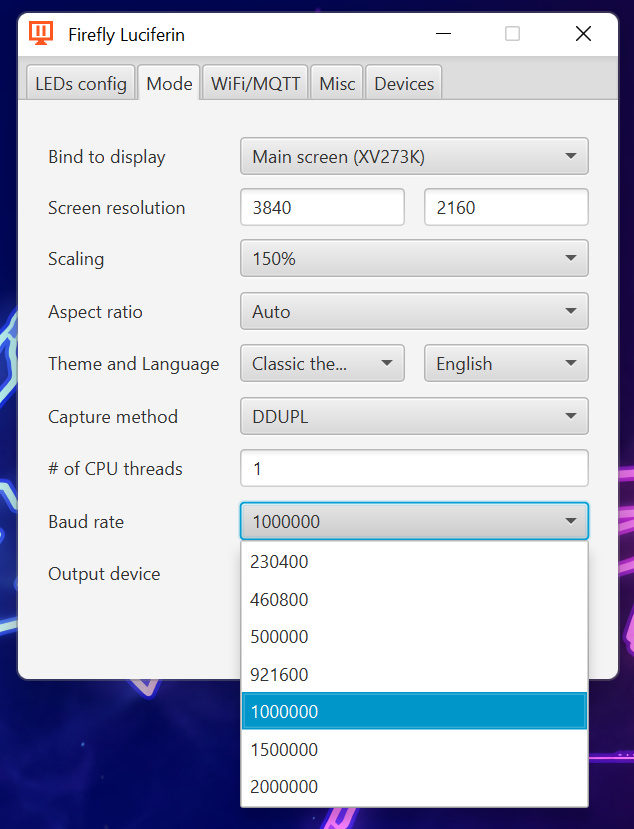 Firefly Luciferin
LEDs config Mode WiFi/MQTT Misc Devices
Bind to display Main screen (XV273K)
Screen resolution 3840 2160
Scaling 150%
Aspect ratio Auto
Theme and Language Classic the... English
Capture method DDUPL
# of CPU threads 1
Baud rate 1000000
230400
Output device
460800
500000
921600
1000000
1500000
2000000